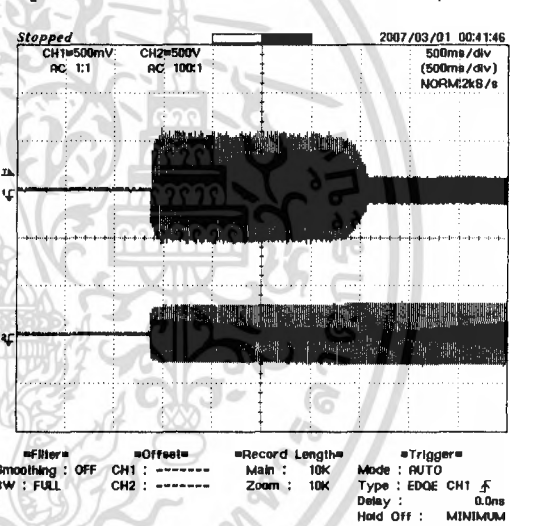 Stopped 2007/03/01 00:41:46
CH1=500mV CH2=500V 500ms/div
AC 1:1 AC 100:1 (500ms/div)
NORM:2kS/s
=Filter= =Offset= =Record Length= =Trigger=
Smoothing : OFF CH1 : ------- Main : 10K Mode : AUTO
BW : FULL CH2 : ------- Zoom : 10K Type : EDGE CH1
Delay : 0.0ns
Hold Off : MINIMUM